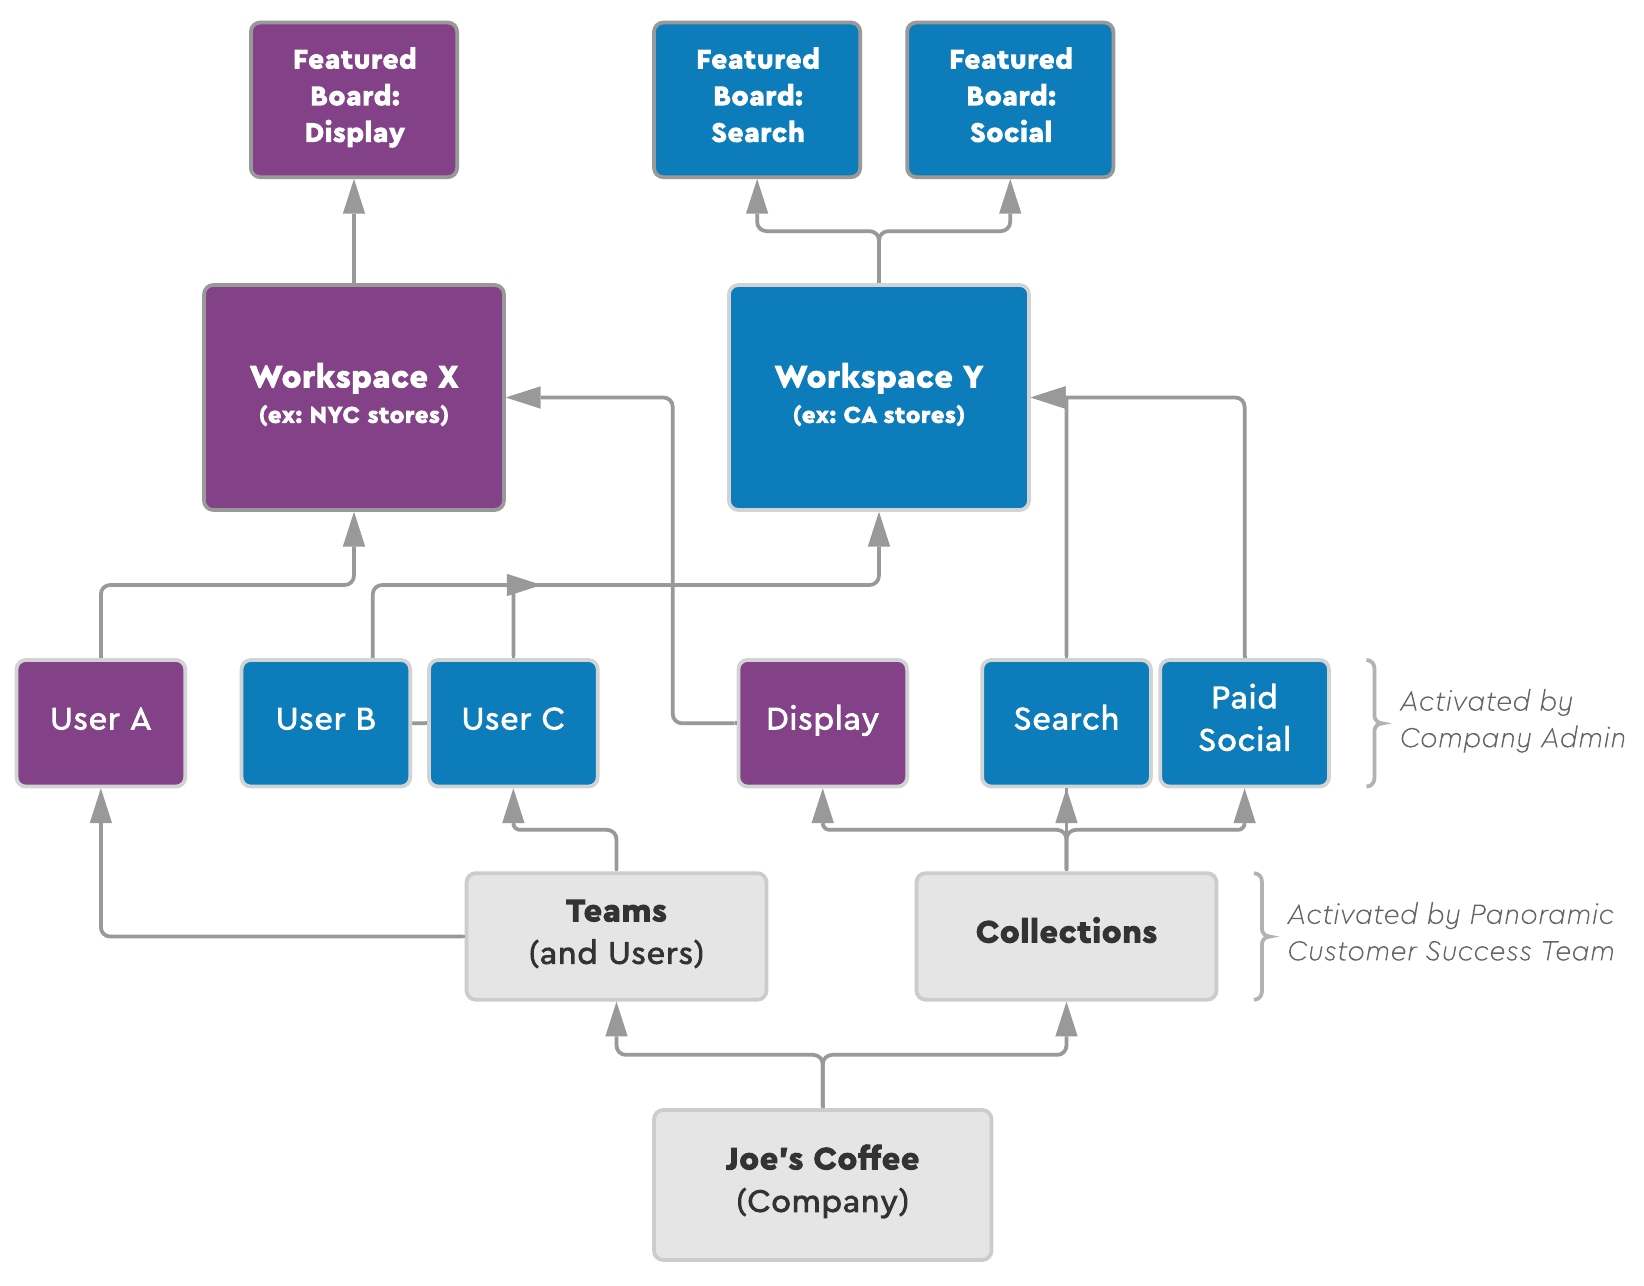 Featured
Board:
Display
Featured
Board:
Search
Featured
Board:
Social
Workspace X
(ex: NYC stores)
Workspace Y
(ex: CA stores)
User A
User B
User C
Display
Search
Paid
Social
Activated by
Company Admin
Teams
(and Users)
Collections
Activated by Panoramic
Customer Success Team
Joe's Coffee
(Company)